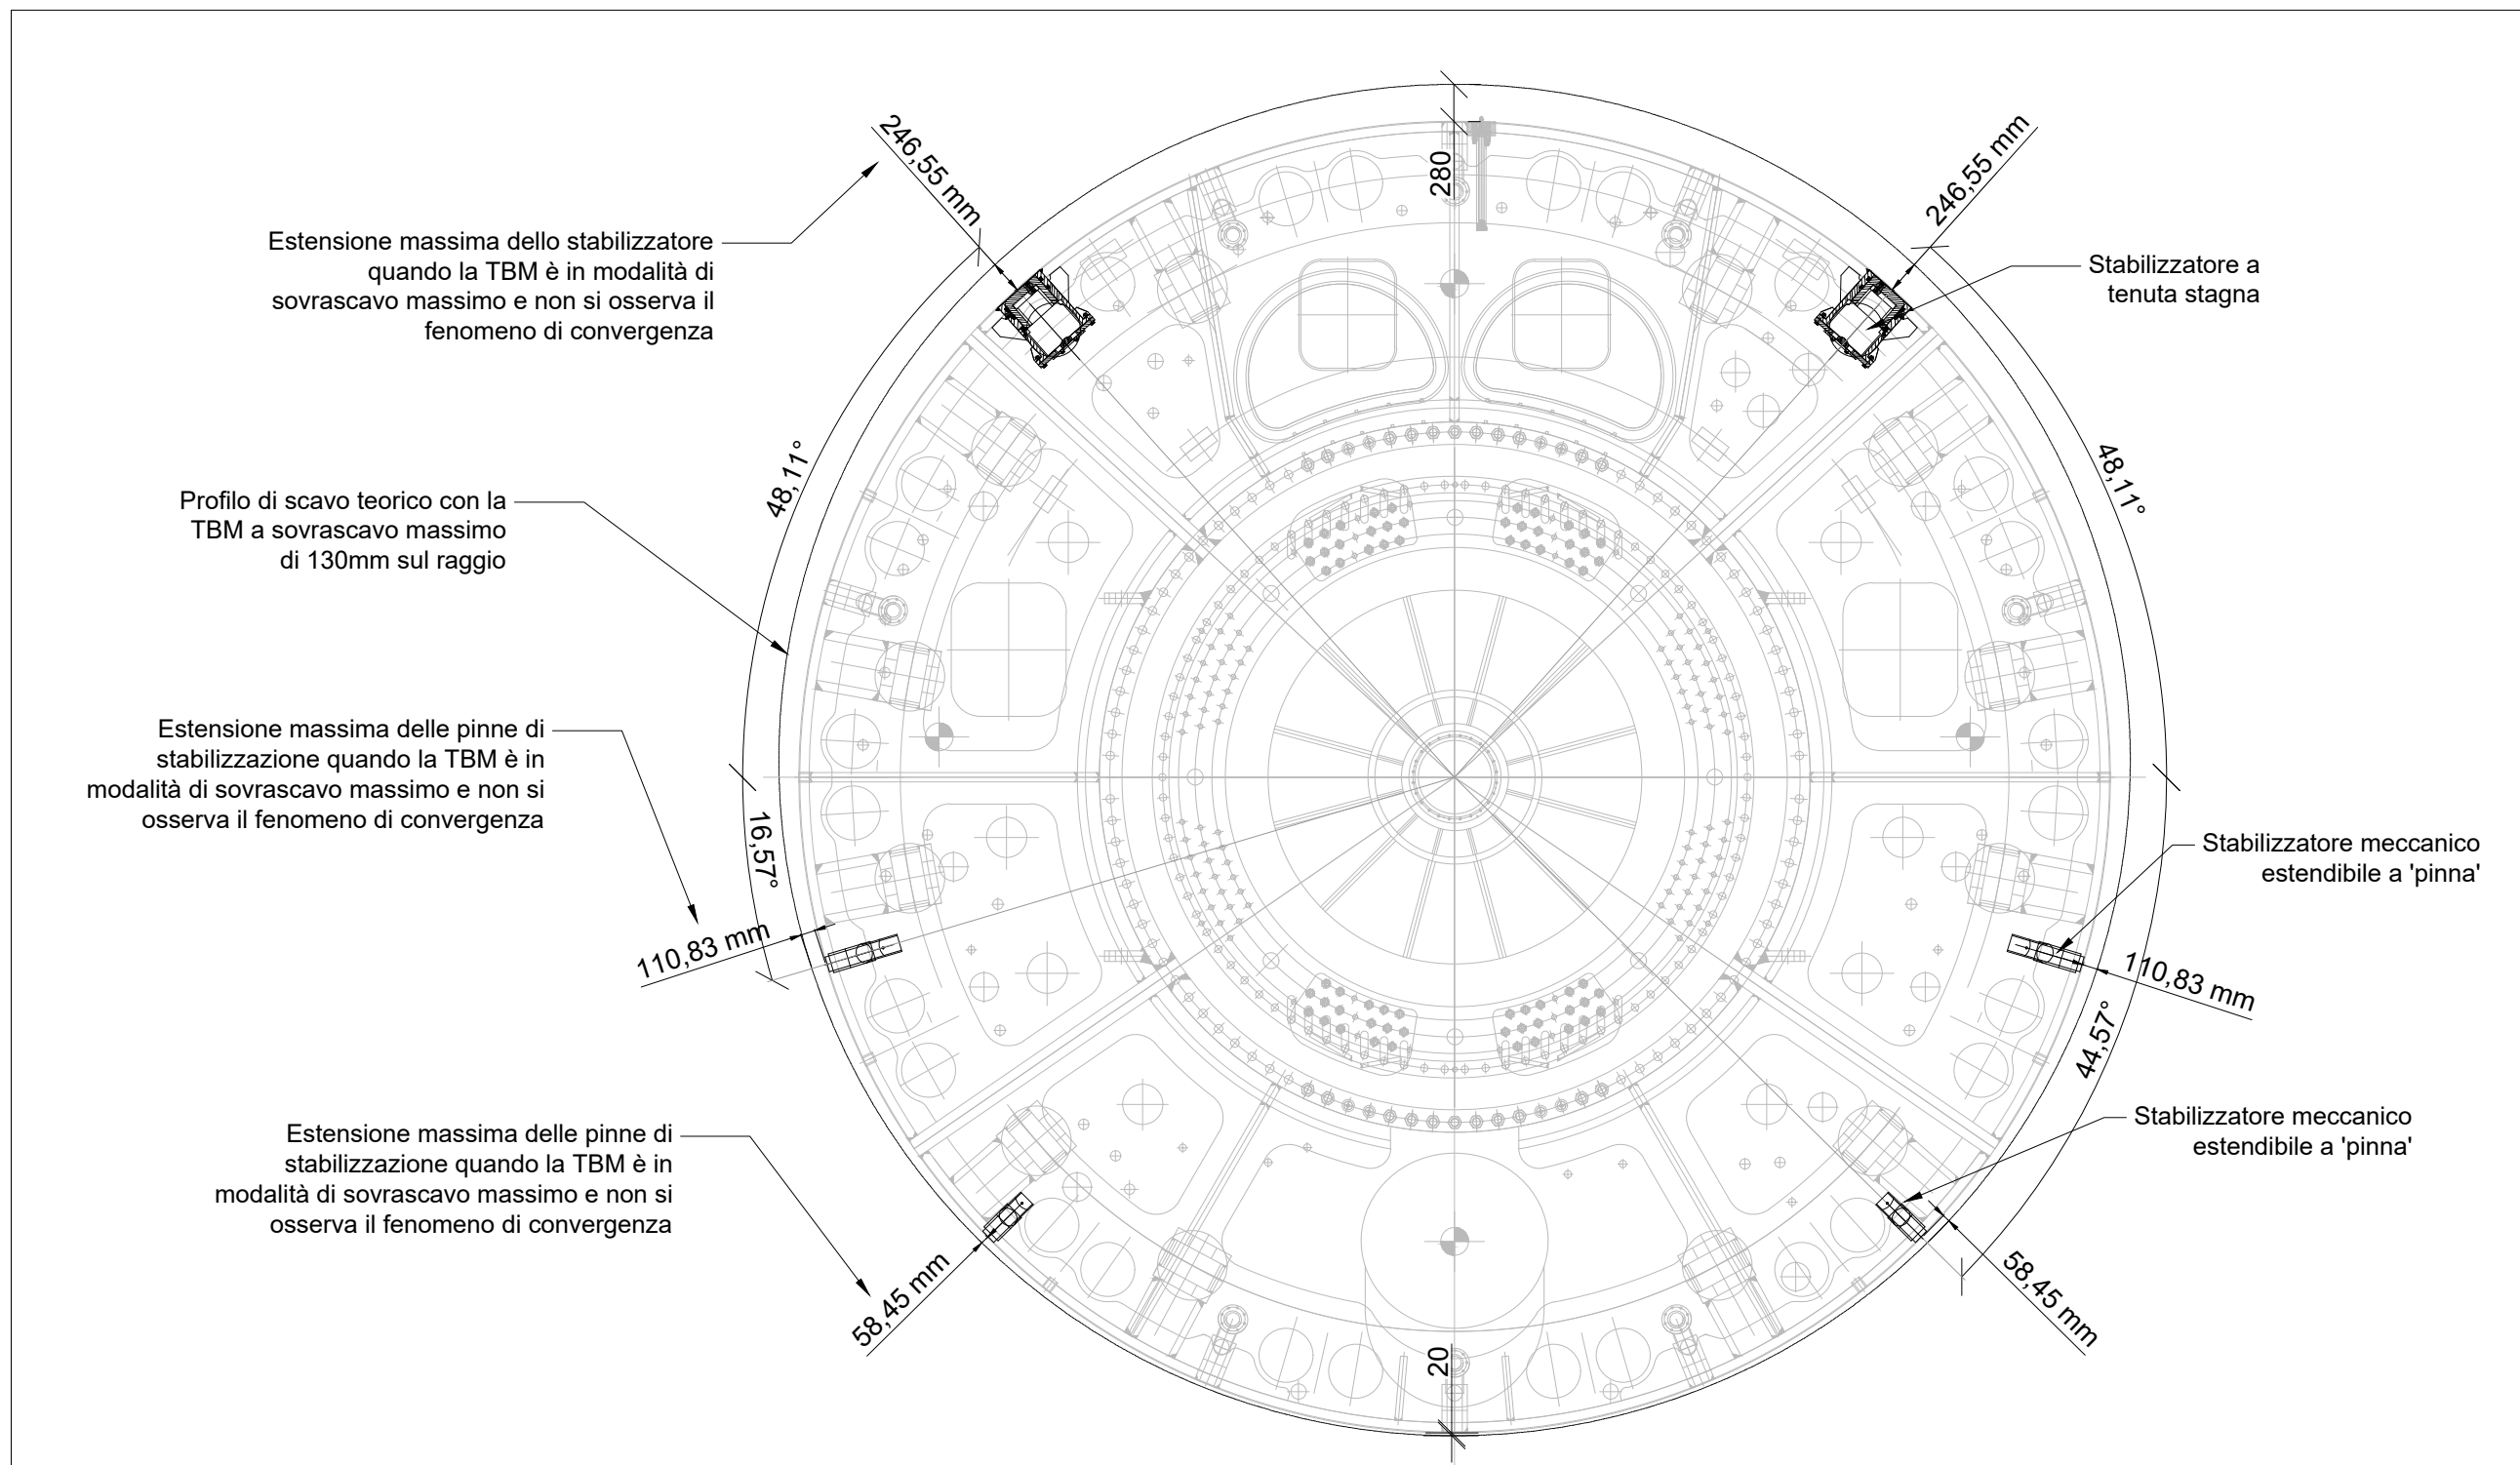 246,55 mm
246,55 mm
280
Estensione massima dello stabilizzatore
quando la TBM è in modalità di
sovrascavo massimo e non si osserva il
fenomeno di convergenza
Stabilizzatore a
tenuta stagna
48,11°
48,11°
Profilo di scavo teorico con la
TBM a sovrascavo massimo
di 130mm sul raggio
Estensione massima delle pinne di
stabilizzazione quando la TBM è in
modalità di sovrascavo massimo e non si
osserva il fenomeno di convergenza
16,57°
Stabilizzatore meccanico
estendibile a 'pinna'
110,83 mm
110,83 mm
44,57°
Stabilizzatore meccanico
estendibile a 'pinna'
Estensione massima delle pinne di
stabilizzazione quando la TBM è in
modalità di sovrascavo massimo e non si
osserva il fenomeno di convergenza
58,45 mm
58,45 mm
20